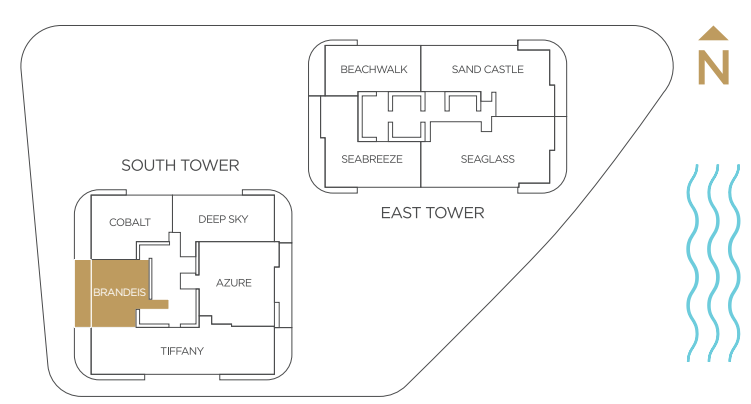 N
BEACHWALK
SAND CASTLE
SEABREEZE
SEAGLASS
EAST TOWER
SOUTH TOWER
COBALT
DEEP SKY
BRANDEIS
AZURE
TIFFANY